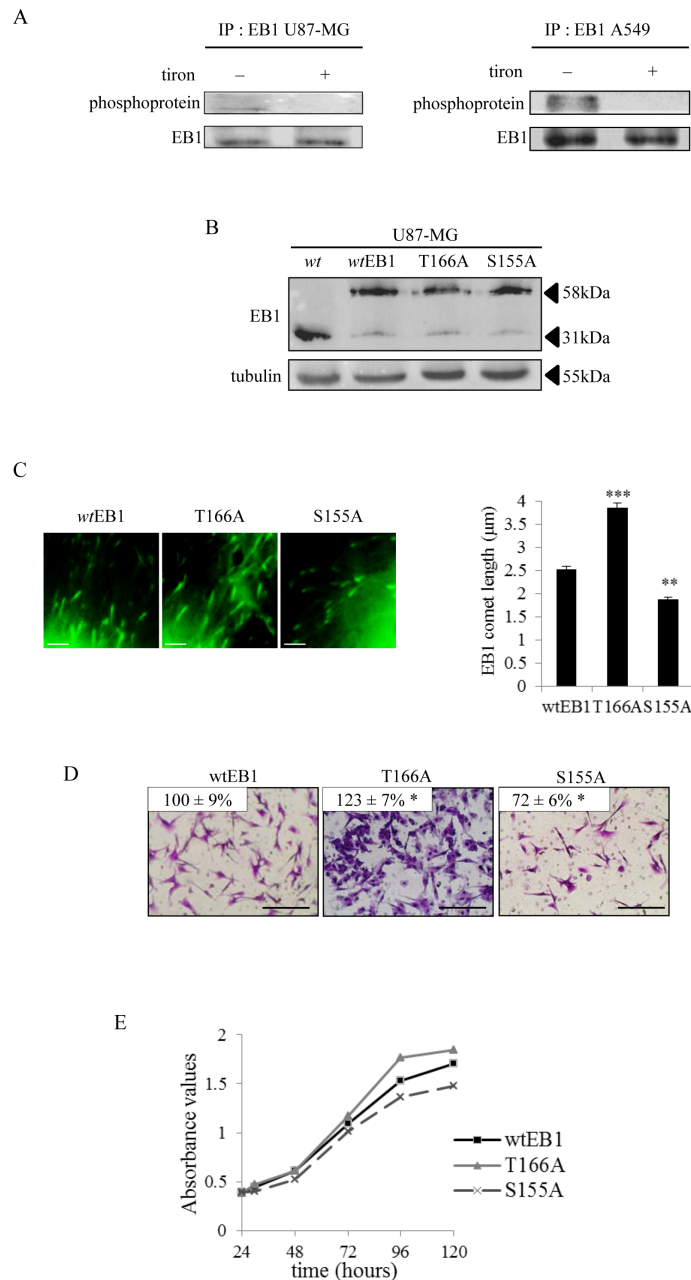 A
IP : EB1 U87-MG
tiron – +
phosphoprotein
EB1
IP : EB1 A549
tiron – +
phosphoprotein
EB1
B
U87-MG
wt wtEB1 T166A S155A
EB1
58kDa
31kDa
tubulin
55kDa
C
wtEB1 T166A S155A
EB1 comet length (µm)
4
3.5
3
2.5
2
1.5
1
0.5
0
***
**
wtEB1 T166A S155A
D
wtEB1 T166A S155A
100 ± 9% 123 ± 7% * 72 ± 6% *
E
Absorbance values
2
1.5
1
0.5
0
24 48 72 96 120
time (hours)
wtEB1
T166A
S155A